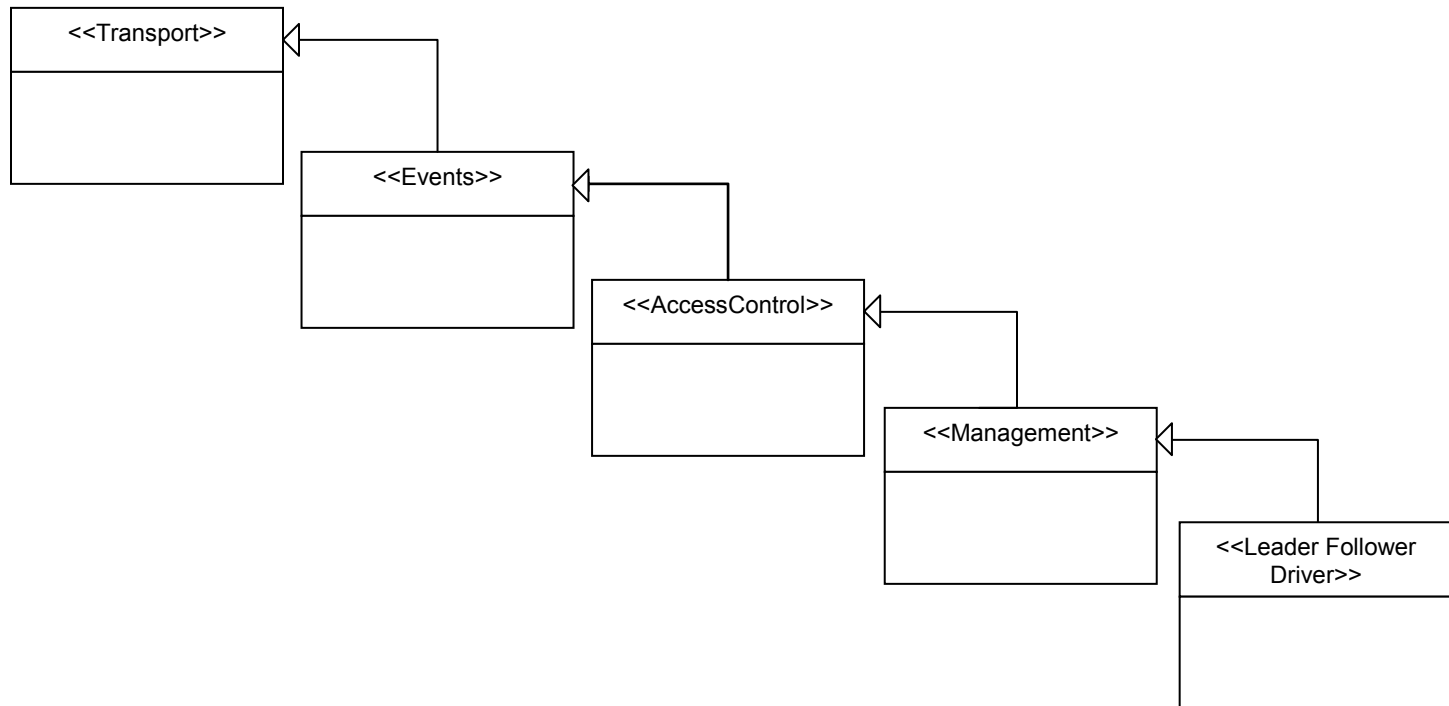 <<Transport>>
<<Events>>
<<AccessControl>>
<<Management>>
<<Leader Follower
Driver>>